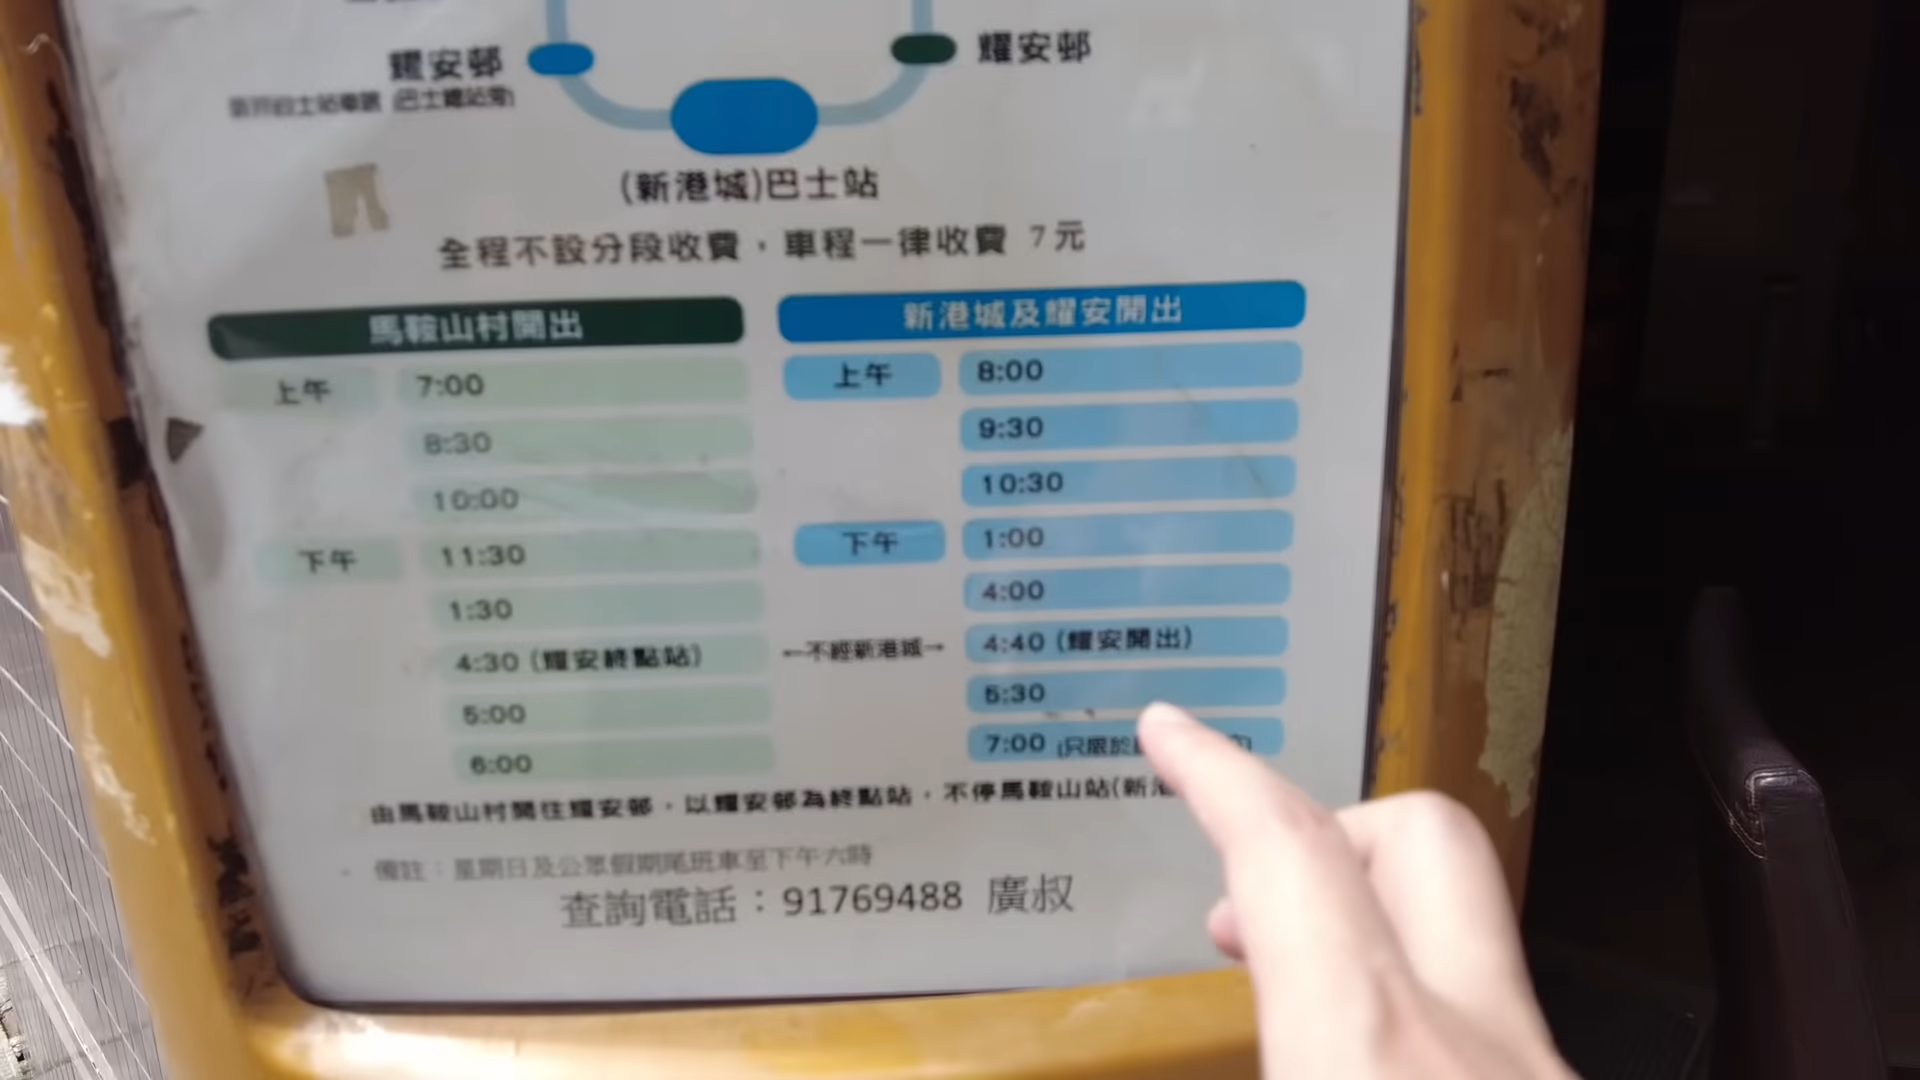 耀安邨
耀安邨
(新港城)巴士站
全程不設分段收費，車程一律收費 7元
馬鞍山村開出
新港城及耀安開出
上午 7:00
8:30
10:00
下午 11:30
1:30
4:30 (耀安終點站)
5:00
6:00
←不經新港城→
上午 8:00
9:30
10:30
下午 1:00
4:00
4:40 (耀安開出)
5:30
7:00 (只限於
由馬鞍山村開往耀安邨，以耀安邨為終點站，不停馬鞍山站(新港
備註：星期日及公眾假期尾班車至下午六時
查詢電話：91769488 廣叔